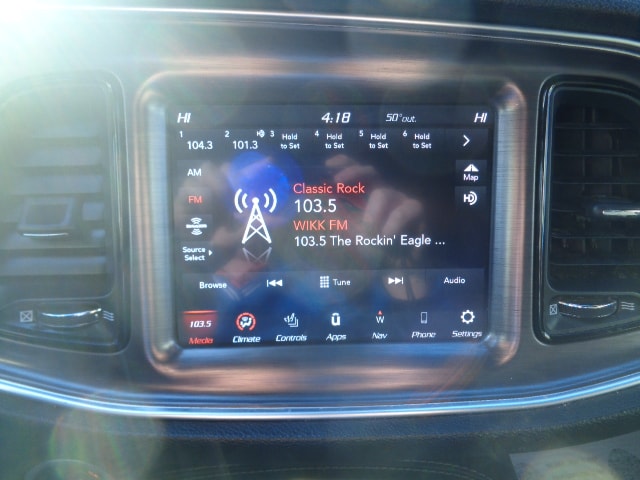 HI 4:18 50° out. HI
1 2 HD 3 Hold 4 Hold 5 Hold 6 Hold
104.3 101.3 to Set to Set to Set to Set
AM
Map
Classic Rock
FM
103.5
HD
WIKK FM
103.5 The Rockin' Eagle ...
Source
Select
Browse Tune Audio
103.5 W
Media Climate Controls Apps Nav Phone Settings